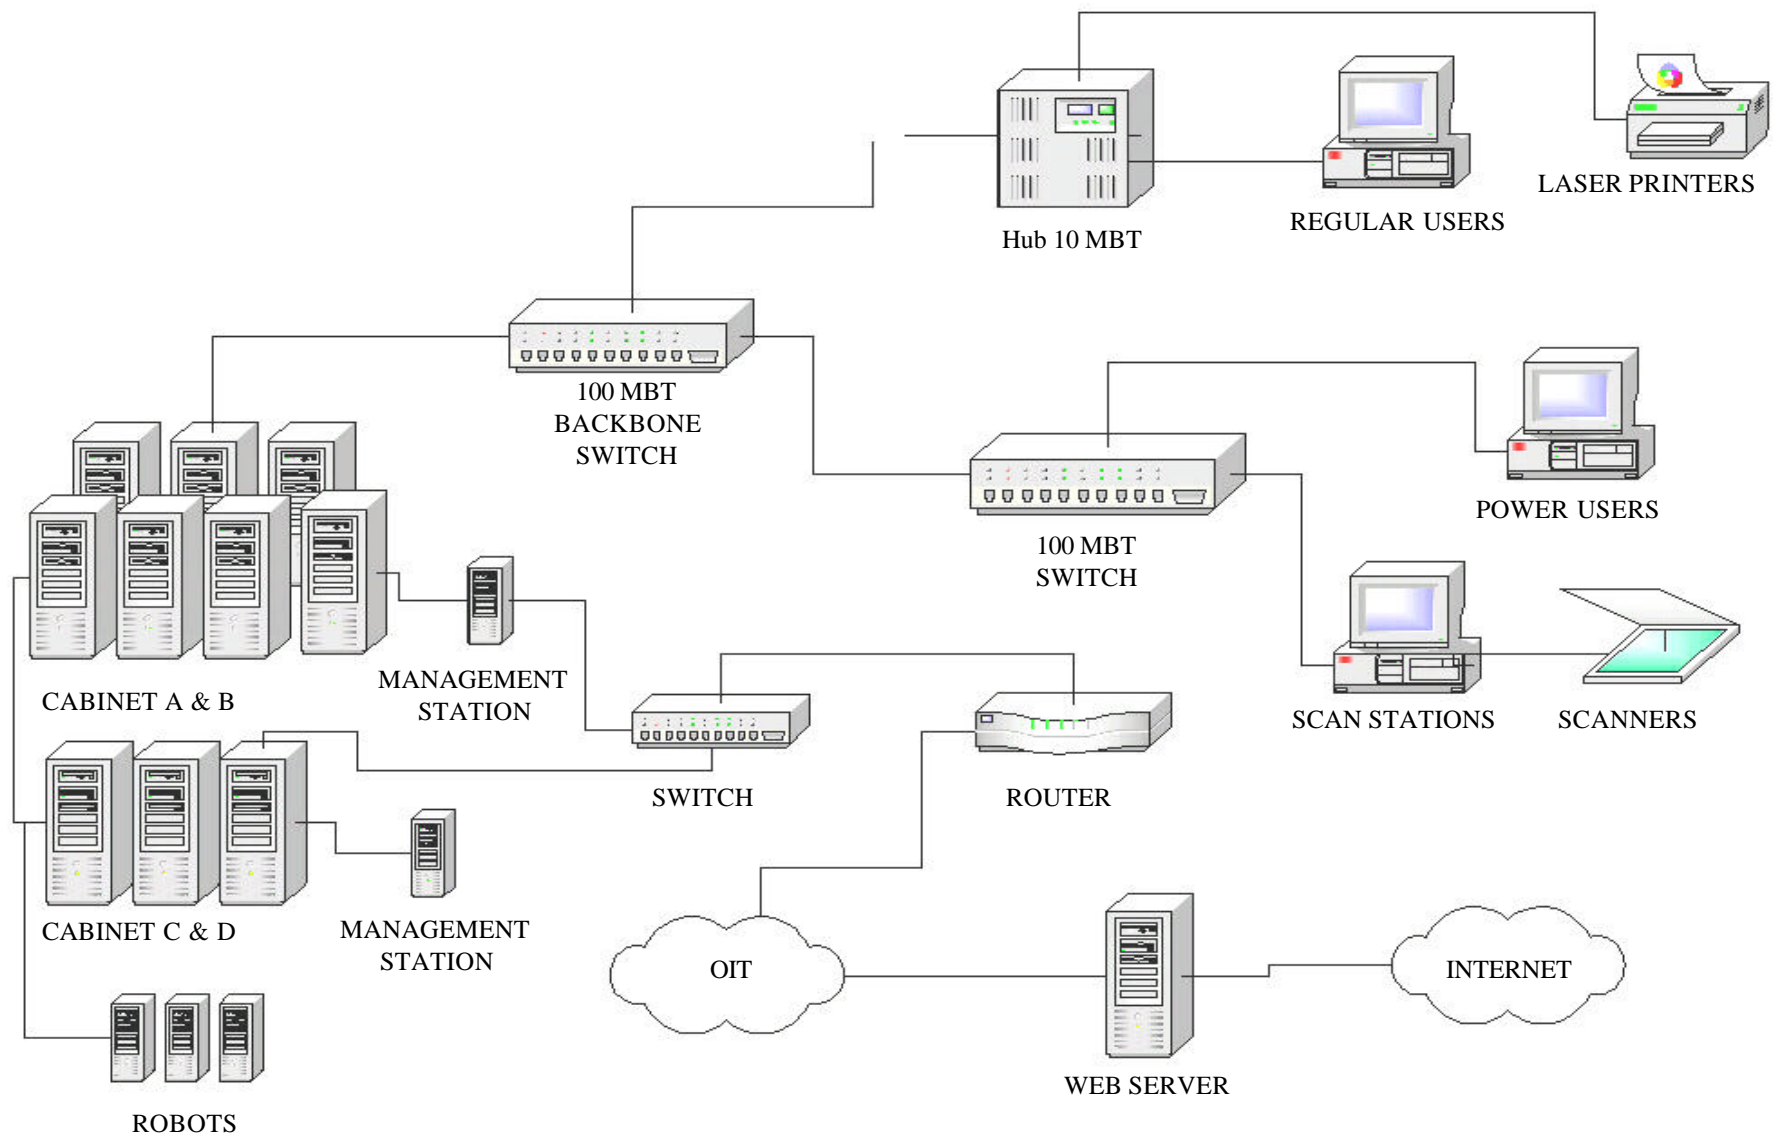 LASER PRINTERS
REGULAR USERS
Hub 10 MBT
100 MBT
BACKBONE
SWITCH
POWER USERS
100 MBT
SWITCH
MANAGEMENT
STATION
CABINET A & B
SCAN STATIONS
SCANNERS
SWITCH
ROUTER
CABINET C & D
MANAGEMENT
STATION
OIT
INTERNET
WEB SERVER
ROBOTS